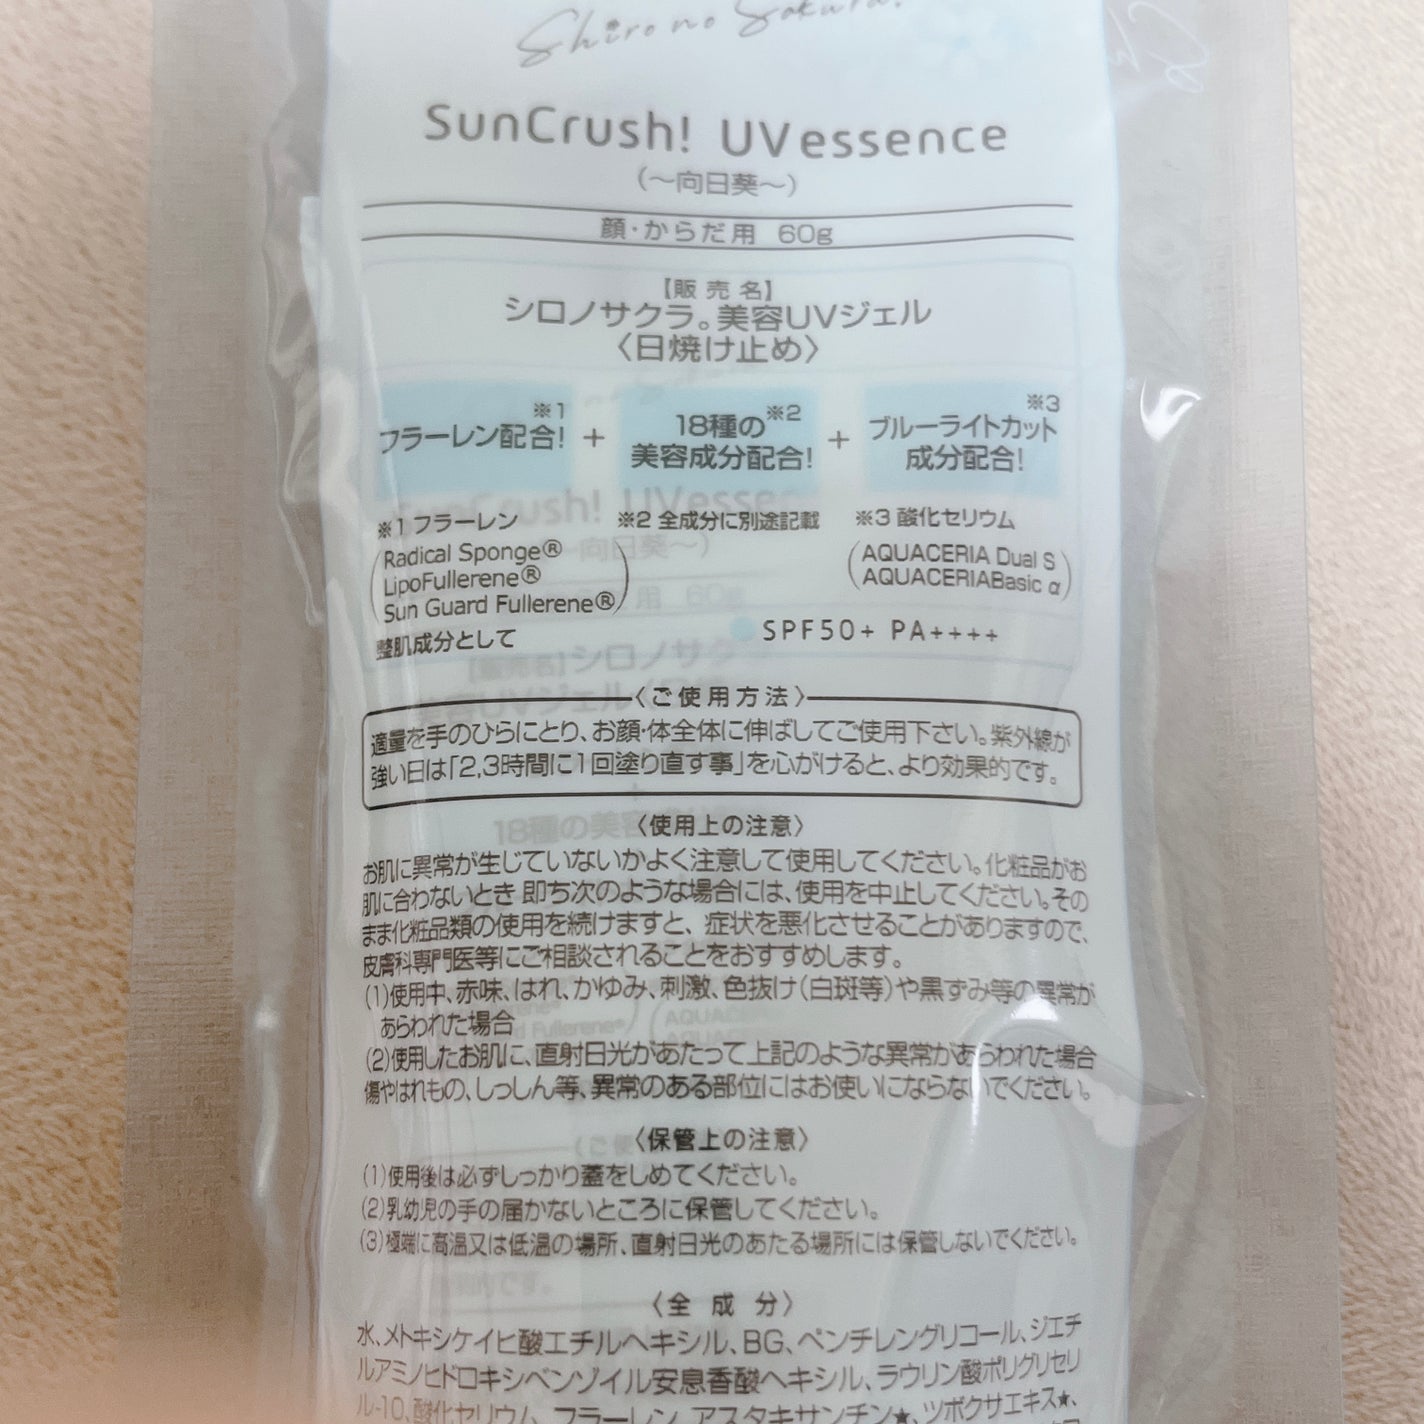 Shiro no Sakura.
SunCrush! UVessence
(～向日葵～)
顔・からだ用 60g
【販売名】
シロノサクラ。美容UVジェル
〈日焼け止め〉
フラーレン配合!※1 + 18種の※2 + ブルーライトカット※3
美容成分配合! 成分配合!
※1 フラーレン ※2 全成分に別途記載 ※3 酸化セリウム
(Radical Sponge® (AQUACERIA Dual S
LipoFullerene® AQUACERIABasic α)
Sun Guard Fullerene®)
整肌成分として SPF50+ PA++++
〈ご使用方法〉
適量を手のひらにとり、お顔・体全体に伸ばしてご使用下さい。紫外線が
強い日は「2,3時間に1回塗り直す事」を心がけると、より効果的です。
〈使用上の注意〉
お肌に異常が生じていないかよく注意して使用してください。化粧品がお
肌に合わないとき 即ち次のような場合には、使用を中止してください。その
まま化粧品類の使用を続けますと、症状を悪化させることがありますので、
皮膚科専門医等にご相談されることをおすすめします。
(1)使用中、赤味、はれ、かゆみ、刺激、色抜け(白斑等)や黒ずみ等の異常が
あらわれた場合
(2)使用したお肌に、直射日光があたって上記のような異常があらわれた場合
傷やはれもの、しっしん等、異常のある部位にはお使いにならないでください。
〈保管上の注意〉
(1)使用後は必ずしっかり蓋をしめてください。
(2)乳幼児の手の届かないところに保管してください。
(3)極端に高温又は低温の場所、直射日光のあたる場所には保管しないでください。
〈全成分〉
水、メトキシケイヒ酸エチルヘキシル、BG、ペンチレングリコール、ジエチ
ルアミノヒドロキシベンゾイル安息香酸ヘキシル、ラウリン酸ポリグリセリ
ル-10、酸化セリウム、フラーレン、アスタキサンチン★、ツボクサエキス★、